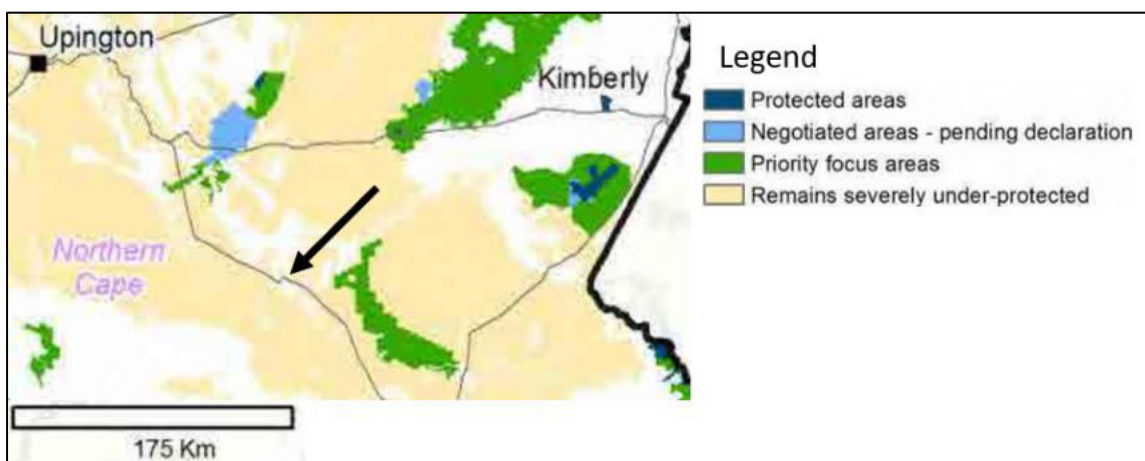 Upington
Kimberly
Northern
Cape
175 Km
Legend
Protected areas
Negotiated areas - pending declaration
Priority focus areas
Remains severely under-protected